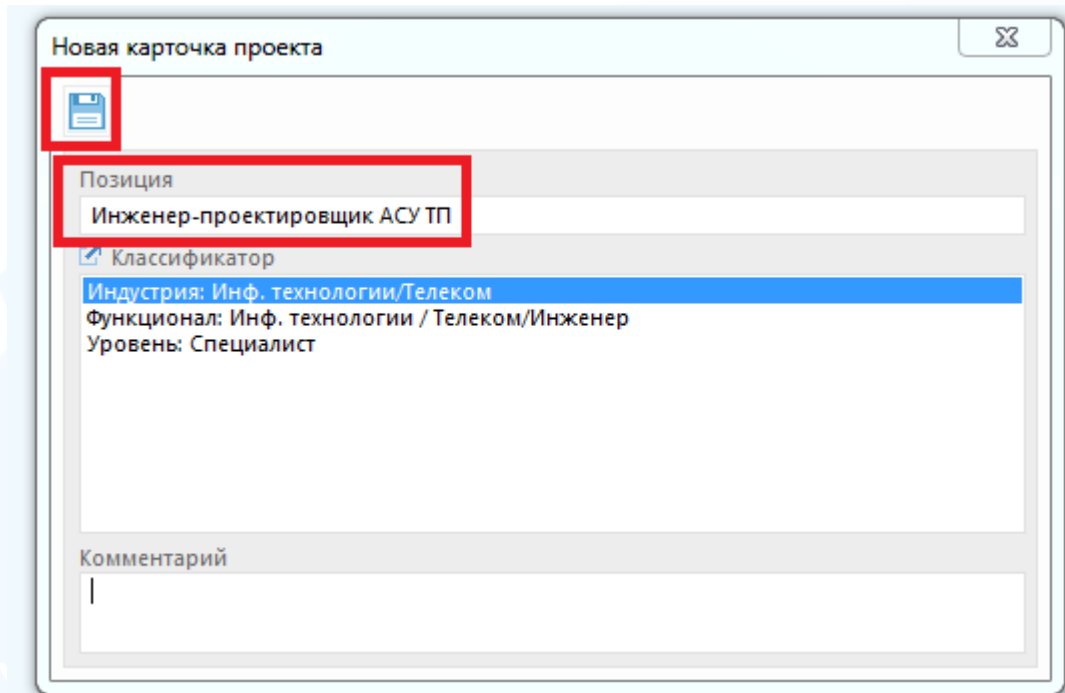 Новая карточка проекта
Позиция
Инженер-проектировщик АСУ ТП
Классификатор
Индустрия: Инф. технологии/Телеком
Функционал: Инф. технологии / Телеком/Инженер
Уровень: Специалист
Комментарий